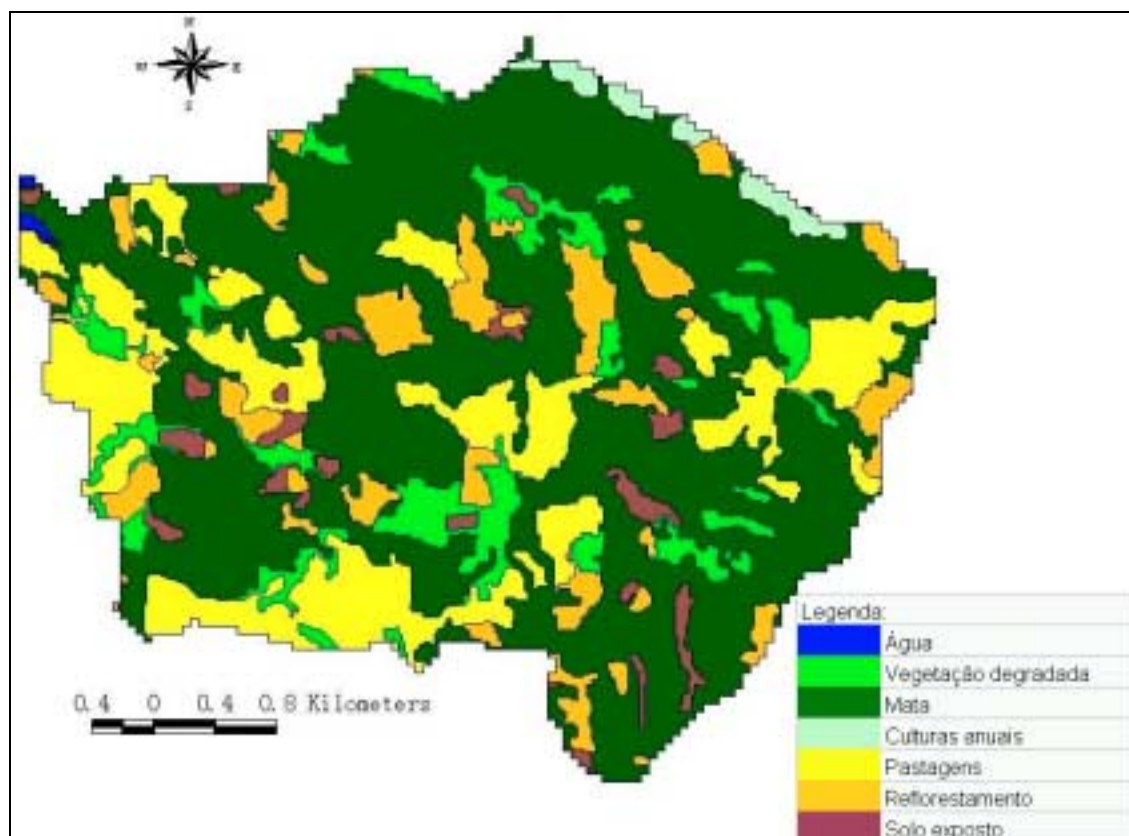 N
W E
S
0.4 0 0.4 0.8 Kilometers
Legenda:
Água
Vegetação degradada
Mata
Culturas anuais
Pastagens
Reflorestamento
Solo exposto